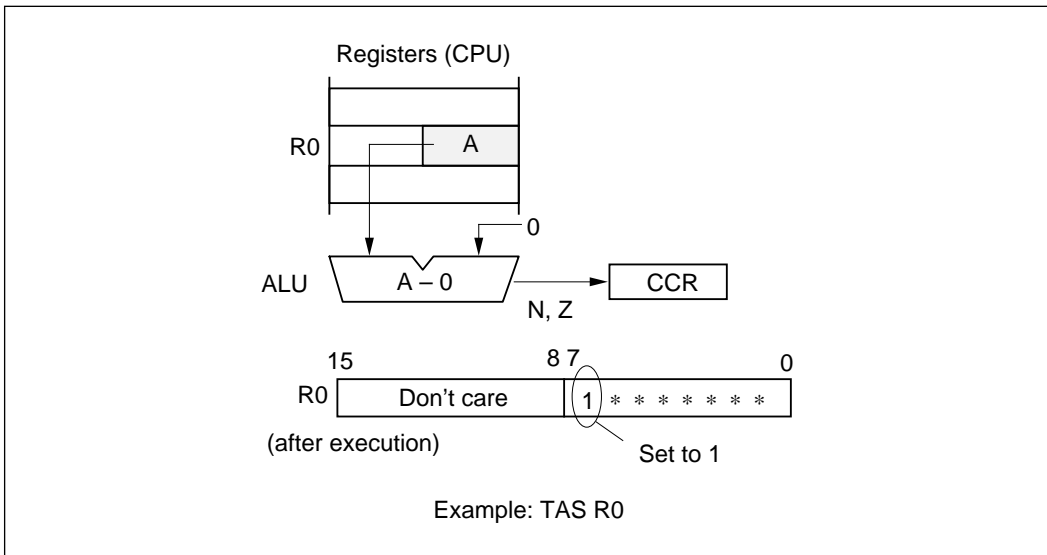 Registers (CPU)
R0
A
0
ALU
A – 0
CCR
N, Z
15
8 7
0
R0
Don't care
1 * * * * * * *
(after execution)
Set to 1
Example: TAS R0